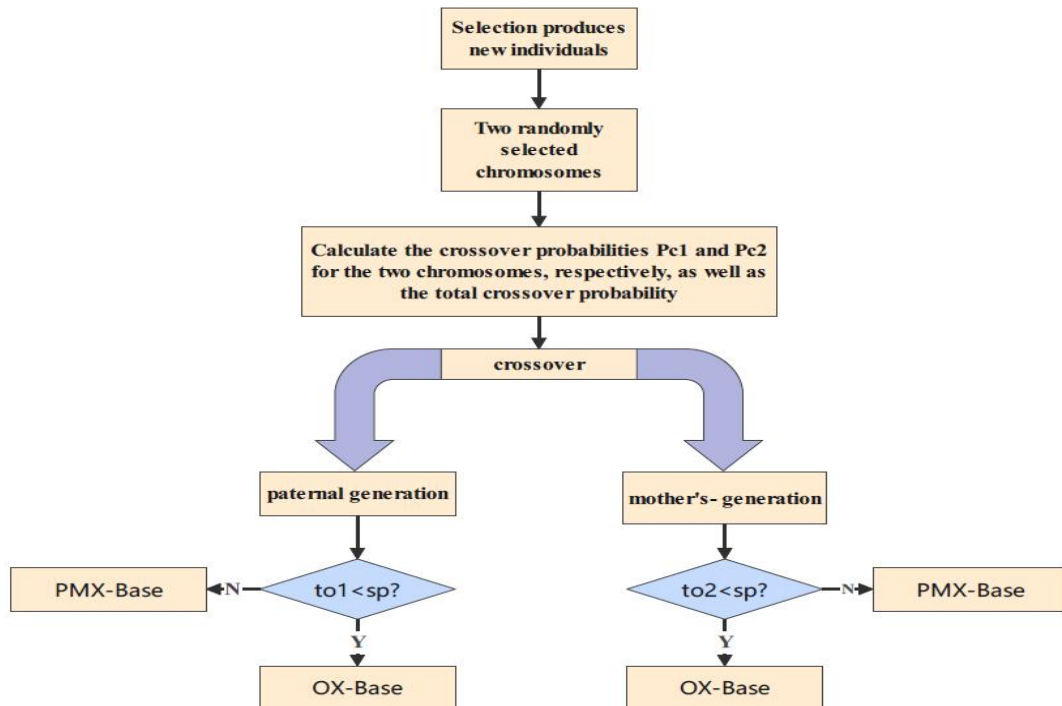 Selection produces
new individuals
Two randomly
selected
chromosomes
Calculate the crossover probabilities Pc1 and Pc2
for the two chromosomes, respectively, as well as
the total crossover probability
crossover
paternal generation
mother's- generation
PMX-Base
N
to1<sp?
to2<sp?
N
PMX-Base
Y
Y
OX-Base
OX-Base